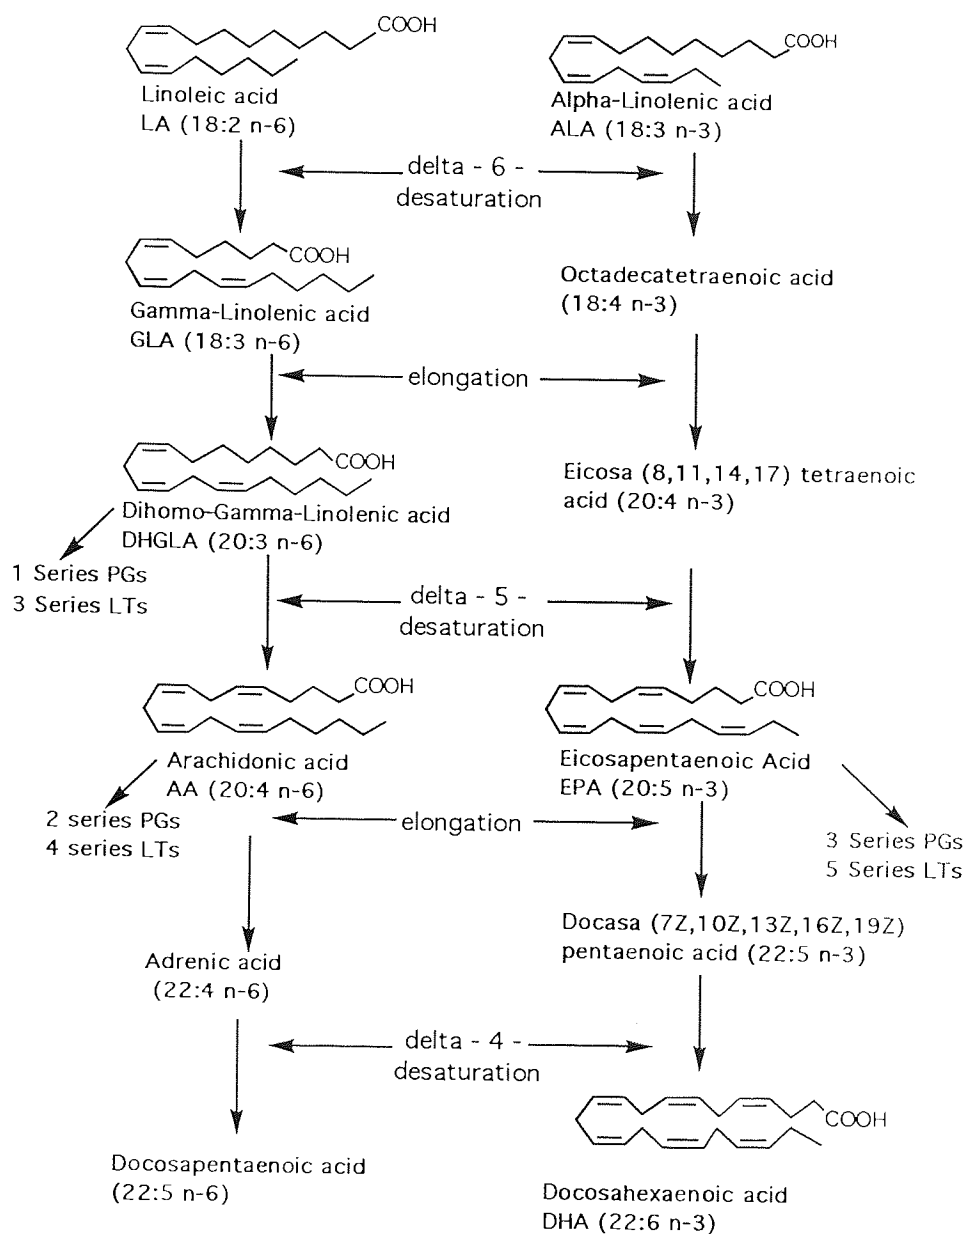 COOH
Linoleic acid
LA (18:2 n-6)
COOH
Alpha-Linolenic acid
ALA (18:3 n-3)
delta - 6 -
desaturation
COOH
Gamma-Linolenic acid
GLA (18:3 n-6)
Octadecatetraenoic acid
(18:4 n-3)
elongation
COOH
Dihomo-Gamma-Linolenic acid
DHGLA (20:3 n-6)
Eicosa (8,11,14,17) tetraenoic
acid (20:4 n-3)
1 Series PGs
3 Series LTs
delta - 5 -
desaturation
COOH
Arachidonic acid
AA (20:4 n-6)
COOH
Eicosapentaenoic Acid
EPA (20:5 n-3)
2 series PGs
4 series LTs
elongation
3 Series PGs
5 Series LTs
Adrenic acid
(22:4 n-6)
Docasa (7Z,10Z,13Z,16Z,19Z)
pentaenoic acid (22:5 n-3)
delta - 4 -
desaturation
COOH
Docosapentaenoic acid
(22:5 n-6)
Docosahexaenoic acid
DHA (22:6 n-3)